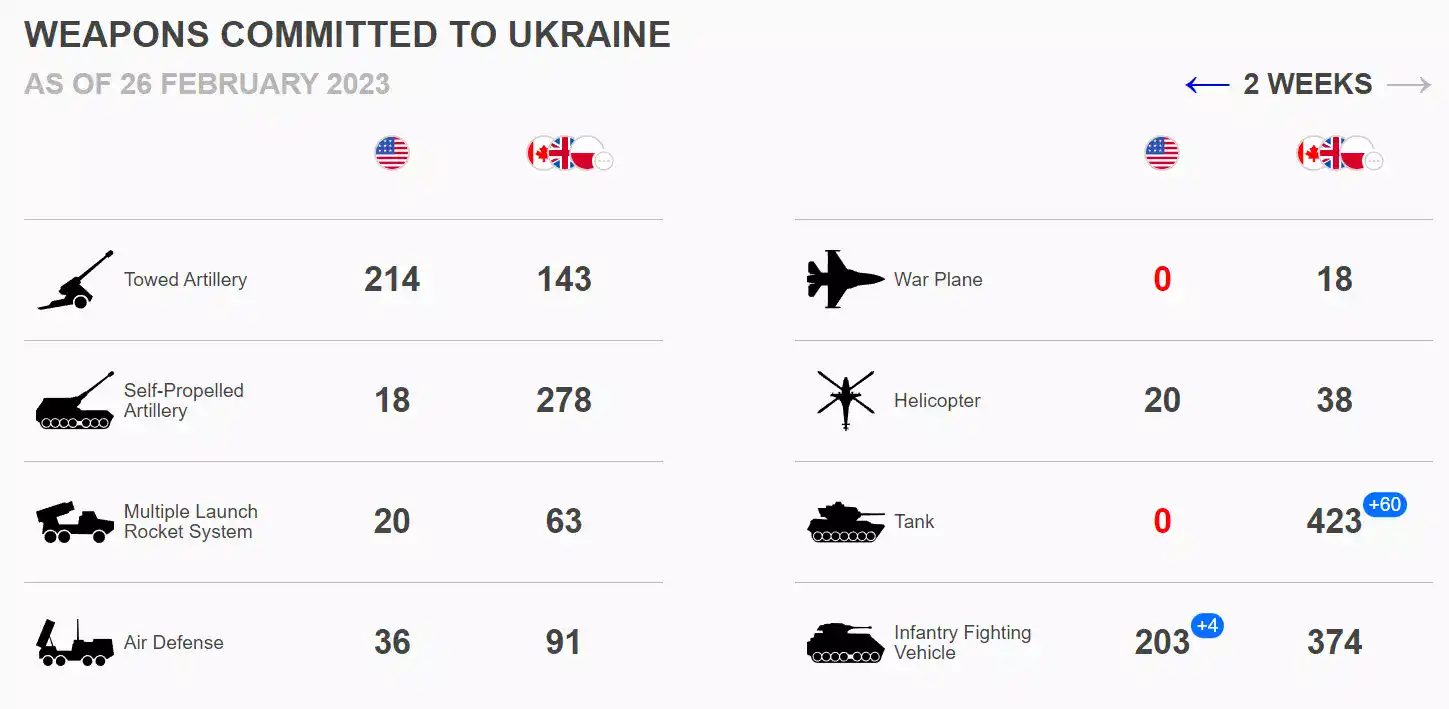 WEAPONS COMMITTED TO UKRAINE
AS OF 26 FEBRUARY 2023
← 2 WEEKS →
Towed Artillery 214 143
Self-Propelled
Artillery 18 278
Multiple Launch
Rocket System 20 63
Air Defense 36 91
War Plane 0 18
Helicopter 20 38
Tank 0 423 +60
Infantry Fighting
Vehicle 203 +4 374